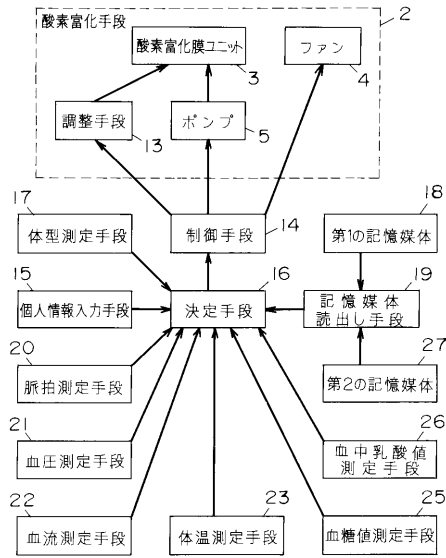 酸素富化手段
2
酸素富化膜ユニット
3
ファン
4
調整手段
13
ポンプ
5
17
体型測定手段
制御手段
14
18
第1の記憶媒体
15
個人情報入力手段
16
決定手段
19
記憶媒体
読出し手段
20
脈拍測定手段
27
第2の記憶媒体
21
血圧測定手段
26
血中乳酸値
測定手段
22
血流測定手段
23
体温測定手段
25
血糖値測定手段